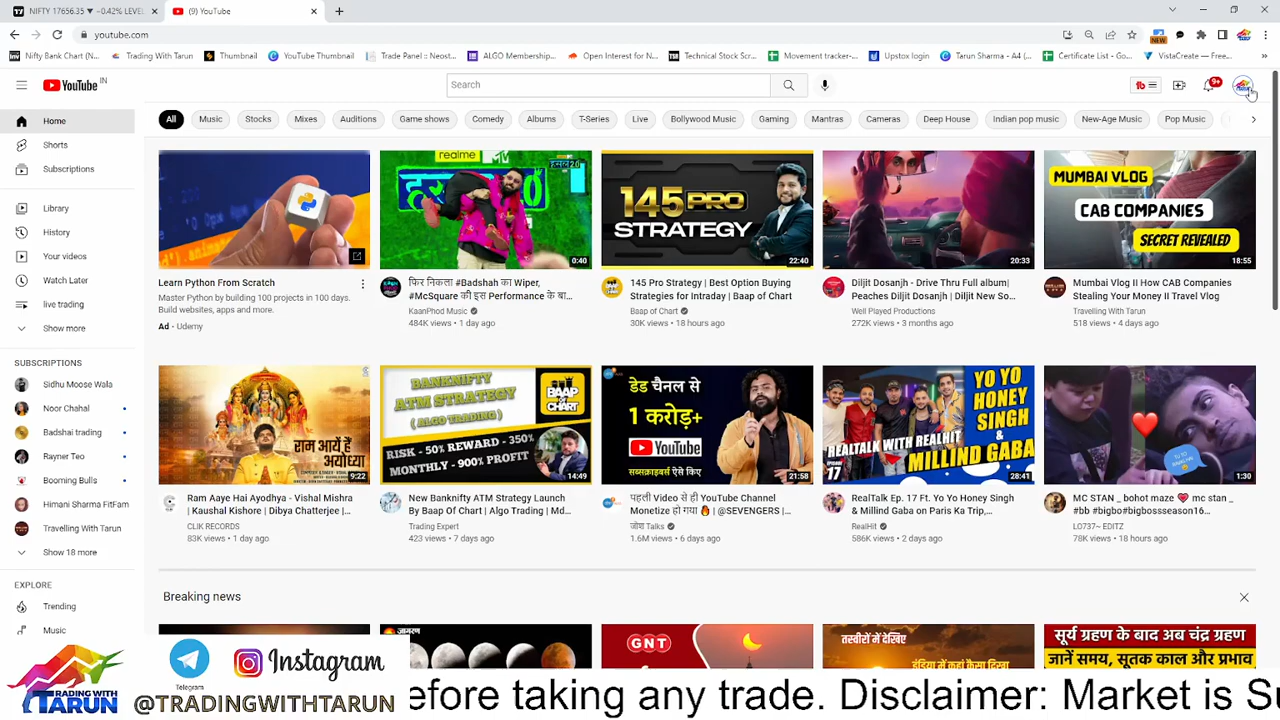 NIFTY 17656.35 ▼ −0.42% LEVEL
(9) YouTube
youtube.com
NEW
Nifty Bank Chart (N...
Trading With Tarun
Thumbnail
YouTube Thumbnail
Trade Panel :: Neost...
ALGO Membership...
Open Interest for N...
Technical Stock Scr...
Movement tracker-...
Upstox login
Tarun Sharma - A4 (...
Certificate List - G...
VistaCreate — Free...
YouTube IN
Search
9+
All
Music
Stocks
Mixes
Auditions
Game shows
Comedy
Albums
T-Series
Live
Bollywood Music
Gaming
Mantras
Cameras
Deep House
Indian pop music
New-Age Music
Pop Music
Home
Shorts
Subscriptions
Library
History
Your videos
Watch Later
live trading
Show more
SUBSCRIPTIONS
Sidhu Moose Wala
Noor Chahal
Badshai trading
Rayner Teo
Booming Bulls
Himani Sharma FitFam
Travelling With Tarun
Show 18 more
EXPLORE
Trending
Music
realme
0:40
145 PRO
STRATEGY
22:40
20:33
MUMBAI VLOG
CAB COMPANIES
SECRET REVEALED
18:55
Learn Python From Scratch
Master Python by building 100 projects in 100 days.
Build websites, apps and more.
Ad - Udemy
फिर निकला #Badshah का Wiper,
#McSquare की इस Performance के बा...
KaanPhod Music
484K views • 1 day ago
145 Pro Strategy | Best Option Buying
Strategies for Intraday | Baap of Chart
Baap of Chart
30K views • 18 hours ago
Diljit Dosanjh - Drive Thru Full album|
Peaches Diljit Dosanjh | Diljit New So...
Well Played Productions
272K views • 3 months ago
Mumbai Vlog II How CAB Companies
Stealing Your Money II Travel Vlog
Travelling With Tarun
518 views • 4 days ago
राम आयें हैं
अयोध्या
9:22
BANKNIFTY
ATM STRATEGY
( ALGO TRADING )
BAAP
CHART
RISK - 50% REWARD - 350%
MONTHLY - 900% PROFIT
14:49
डेड चैनल से
1 करोड़+
YouTube
सब्सक्राइबर्स ऐसे किए
21:58
YO YO
HONEY
SINGH
&
REALTALK WITH REALHIT
EPISODE
17
MILLIND GABA
28:41
1:30
Ram Aaye Hai Ayodhya - Vishal Mishra
| Kaushal Kishore | Dibya Chatterjee |...
CLIK RECORDS
83K views • 1 day ago
New Banknifty ATM Strategy Launch
By Baap Of Chart | Algo Trading | Md...
Trading Expert
423 views • 7 days ago
पहली Video से ही YouTube Channel
Monetize हो गया 🔥 | @SEVENGERS |...
जोश Talks
1.6M views • 6 days ago
RealTalk Ep. 17 Ft. Yo Yo Honey Singh
& Millind Gaba on Paris Ka Trip,...
RealHit
586K views • 2 days ago
MC STAN _ bohot maze 💓 mc stan _
#bb #bigbo#bigbossseason16...
LO737~ EDITZ
78K views • 18 hours ago
Breaking news
जागरण
GNT
तस्वीरों में देखिए
इंडिया में कहां कैसा दिखा
सूर्य ग्रहण के बाद अब चंद्र ग्रहण
जानें समय, सूतक काल और प्रभाव
TRADING WITH
TARUN
Telegram
Instagram
@TRADINGWITHTARUN
efore taking any trade. Disclaimer: Market is Su